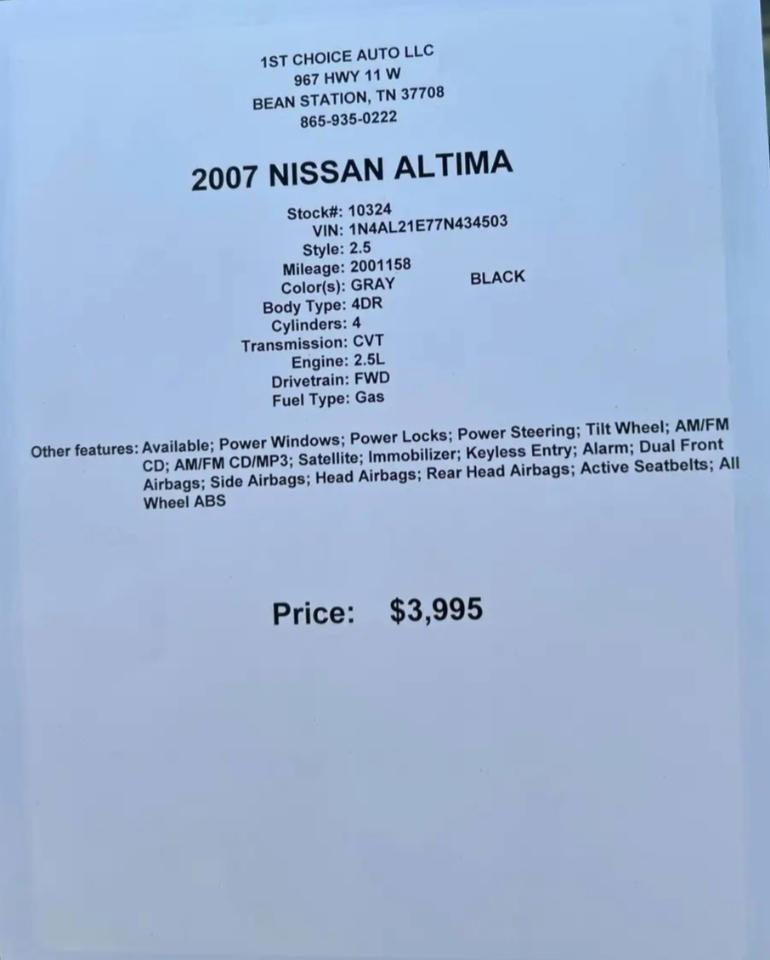 1ST CHOICE AUTO LLC
967 HWY 11 W
BEAN STATION, TN 37708
865-935-0222
2007 NISSAN ALTIMA
Stock#: 10324
VIN: 1N4AL21E77N434503
Style: 2.5
Mileage: 2001158
Color(s): GRAY BLACK
Body Type: 4DR
Cylinders: 4
Transmission: CVT
Engine: 2.5L
Drivetrain: FWD
Fuel Type: Gas
Other features: Available; Power Windows; Power Locks; Power Steering; Tilt Wheel; AM/FM
CD; AM/FM CD/MP3; Satellite; Immobilizer; Keyless Entry; Alarm; Dual Front
Airbags; Side Airbags; Head Airbags; Rear Head Airbags; Active Seatbelts; All
Wheel ABS
Price: $3,995